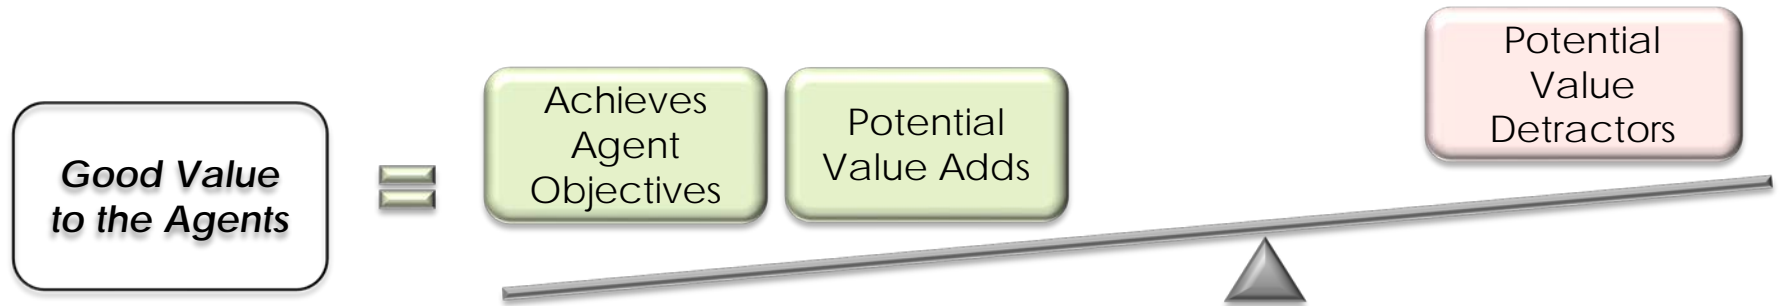 Good Value
to the Agents
=
Achieves
Agent
Objectives
Potential
Value Adds
Potential
Value
Detractors